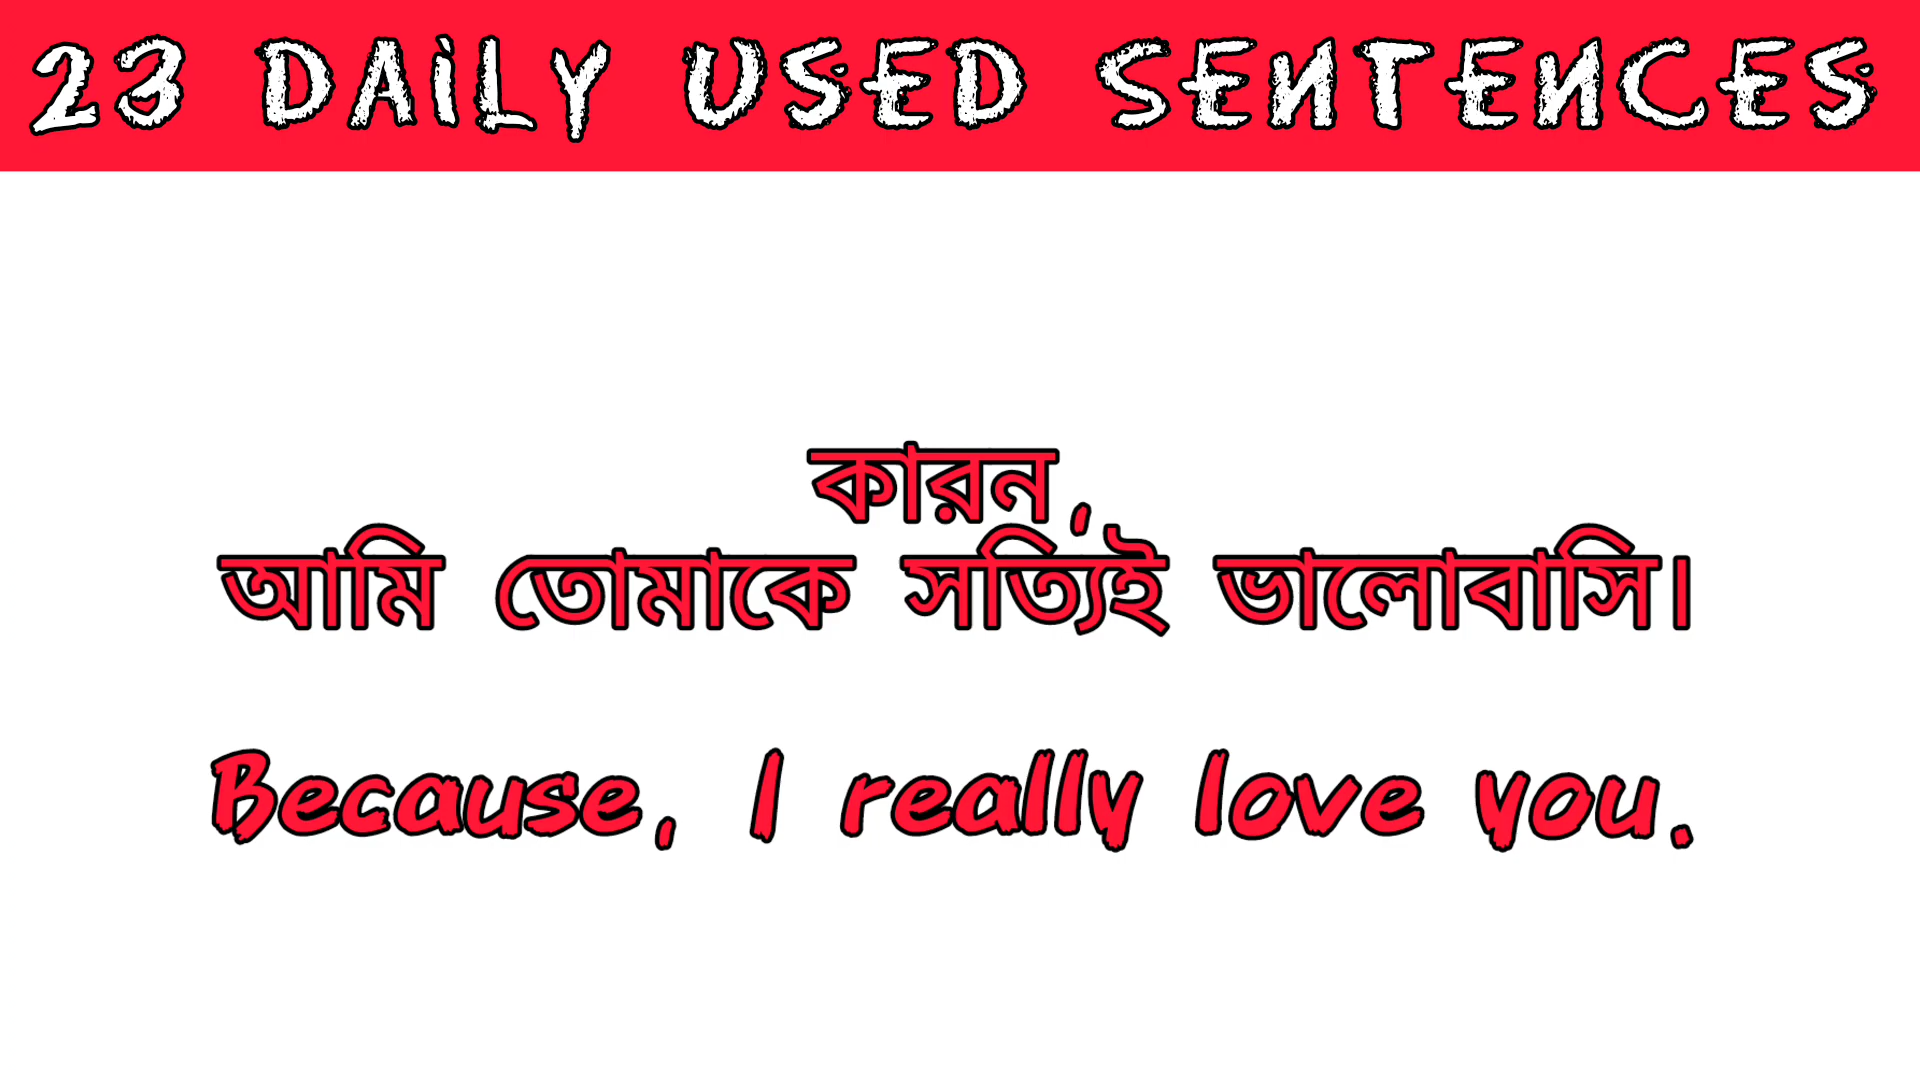 23 DAILY USED SENTENCES
কারন,
আমি তোমাকে সত্যিই ভালোবাসি।
Because, I really love you.